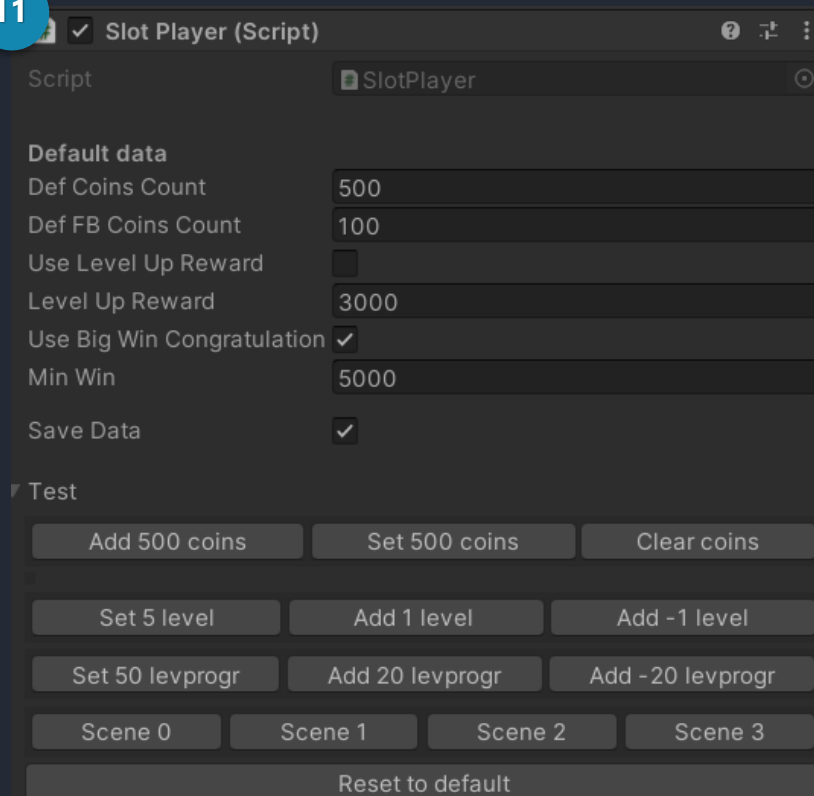 11
Slot Player (Script)
Script SlotPlayer
Default data
Def Coins Count 500
Def FB Coins Count 100
Use Level Up Reward
Level Up Reward 3000
Use Big Win Congratulation
Min Win 5000
Save Data
Test
Add 500 coins Set 500 coins Clear coins
Set 5 level Add 1 level Add -1 level
Set 50 levprogr Add 20 levprogr Add -20 levprogr
Scene 0 Scene 1 Scene 2 Scene 3
Reset to default